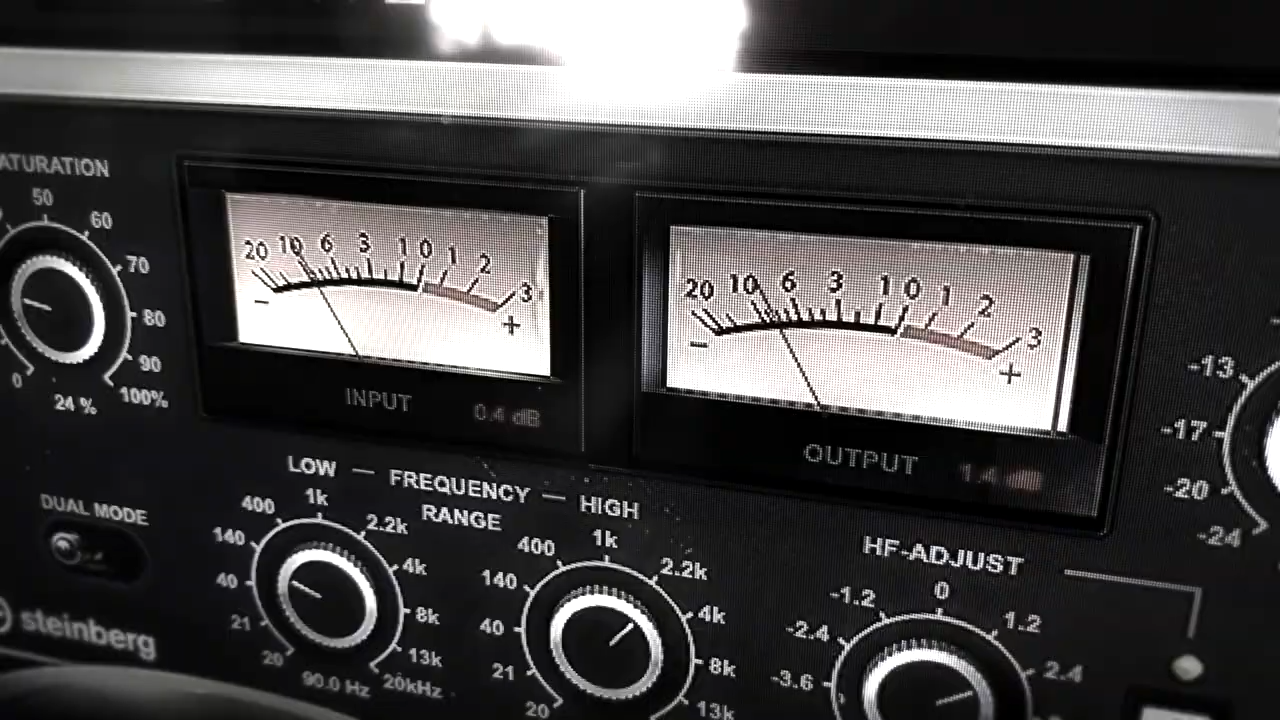 ATURATION
50
60
70
80
90
100%
0
24 %
20 10 6 3 1 0 1 2 3
- +
INPUT 0.4 dB
20 10 6 3 1 0 1 2 3
- +
OUTPUT 1.4 dB
-13
-17
-20
-24
DUAL MODE
steinberg
LOW — FREQUENCY — HIGH
RANGE
20
21
40
140
400
1k
2.2k
4k
8k
13k
20kHz
90.0 Hz
20
21
40
140
400
1k
2.2k
4k
8k
13k
HF-ADJUST
-3.6
-2.4
-1.2
0
1.2
2.4